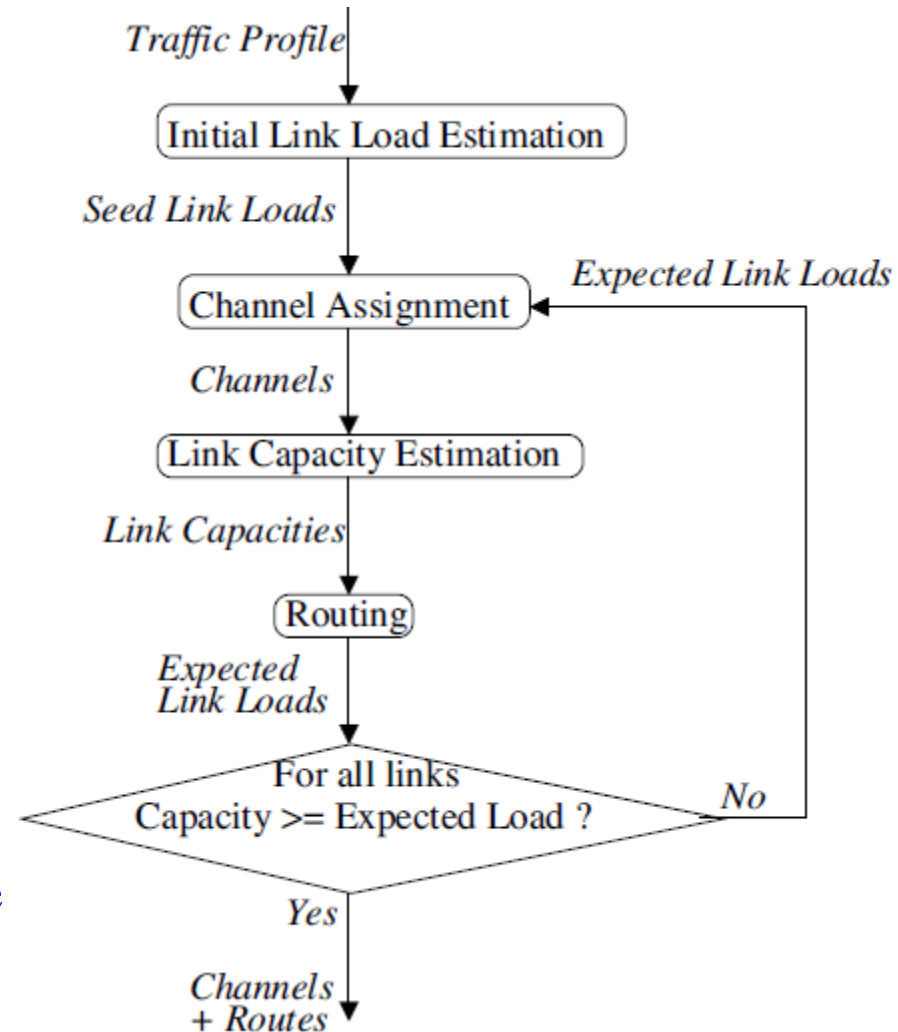 Traffic Profile
Initial Link Load Estimation
Seed Link Loads
Expected Link Loads
Channel Assignment
Channels
Link Capacity Estimation
Link Capacities
Routing
Expected
Link Loads
For all links
Capacity >= Expected Load ?
No
Yes
Channels
+ Routes